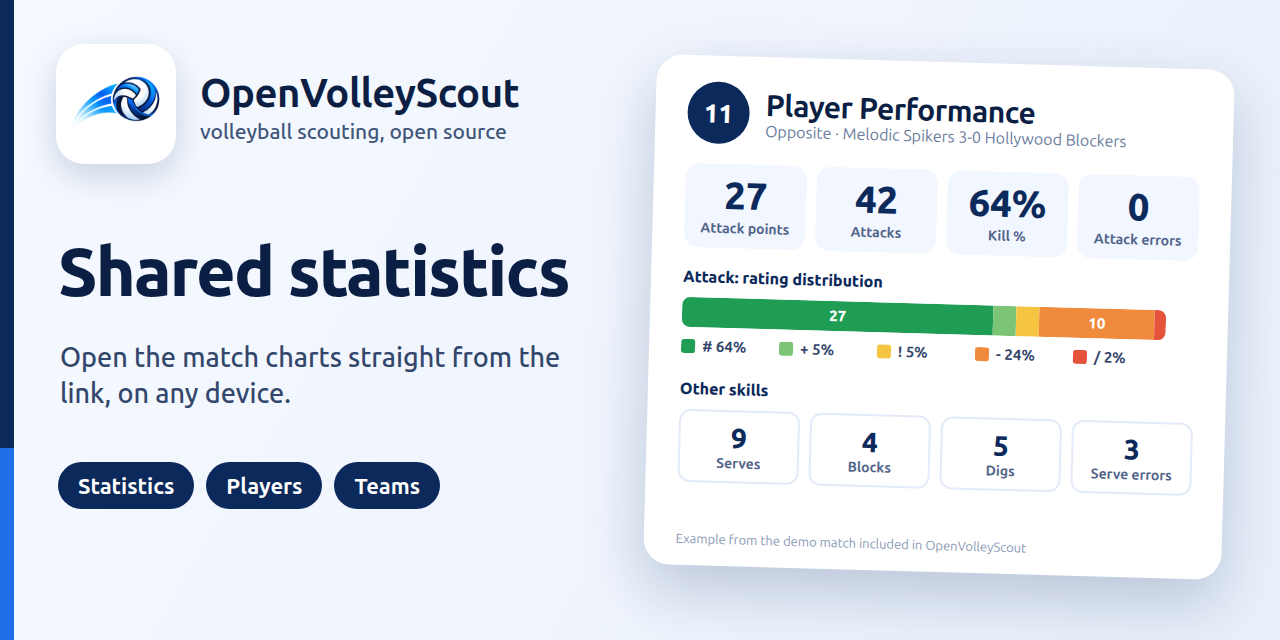 OpenVolleyScout
volleyball scouting, open source
Shared statistics
Open the match charts straight from the
link, on any device.
Statistics Players Teams
11
Player Performance
Opposite · Melodic Spikers 3-0 Hollywood Blockers
27 42 64% 0
Attack points Attacks Kill % Attack errors
Attack: rating distribution
27 10
# 64% + 5% ! 5% - 24% / 2%
Other skills
9 4 5 3
Serves Blocks Digs Serve errors
Example from the demo match included in OpenVolleyScout